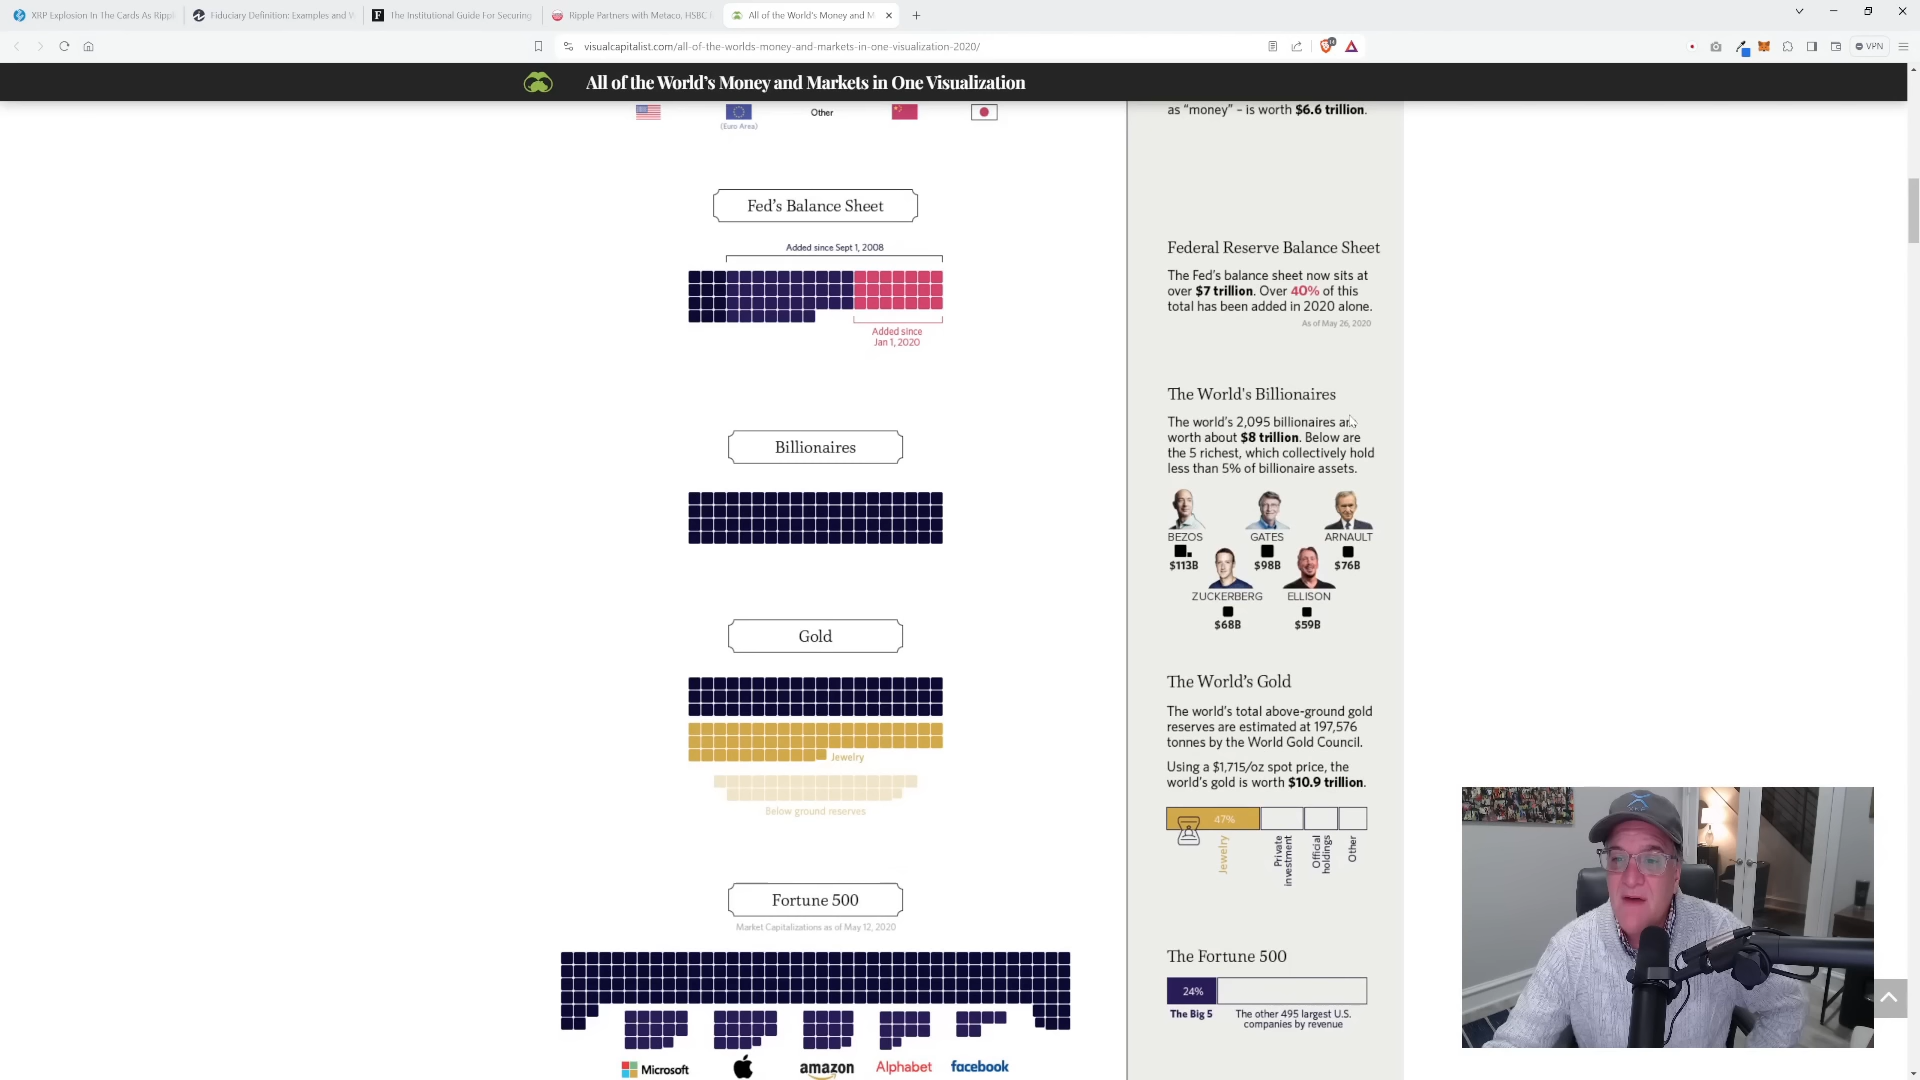 XRP Explosion In The Cards As Rippl
Fiduciary Definition: Examples and W
The Institutional Guide For Securing
Ripple Partners with Metaco, HSBC
All of the World's Money and M
visualcapitalist.com/all-of-the-worlds-money-and-markets-in-one-visualization-2020/
VPN
All of the World's Money and Markets in One Visualization
(Euro Area)
Other
as “money” – is worth $6.6 trillion.
Fed's Balance Sheet
Added since Sept 1, 2008
Added since
Jan 1, 2020
Federal Reserve Balance Sheet
The Fed's balance sheet now sits at
over $7 trillion. Over 40% of this
total has been added in 2020 alone.
As of May 26, 2020
Billionaires
The World's Billionaires
The world's 2,095 billionaires are
worth about $8 trillion. Below are
the 5 richest, which collectively hold
less than 5% of billionaire assets.
BEZOS
GATES
ARNAULT
$113B
$98B
$76B
ZUCKERBERG
ELLISON
$68B
$59B
Gold
Jewelry
Below ground reserves
The World's Gold
The world's total above-ground gold
reserves are estimated at 197,576
tonnes by the World Gold Council.
Using a $1,715/oz spot price, the
world's gold is worth $10.9 trillion.
47%
Jewelry
Private
investment
Official
holdings
Other
Fortune 500
Market Capitalizations as of May 12, 2020
Microsoft
amazon
Alphabet
facebook
The Fortune 500
24%
The Big 5
The other 495 largest U.S.
companies by revenue